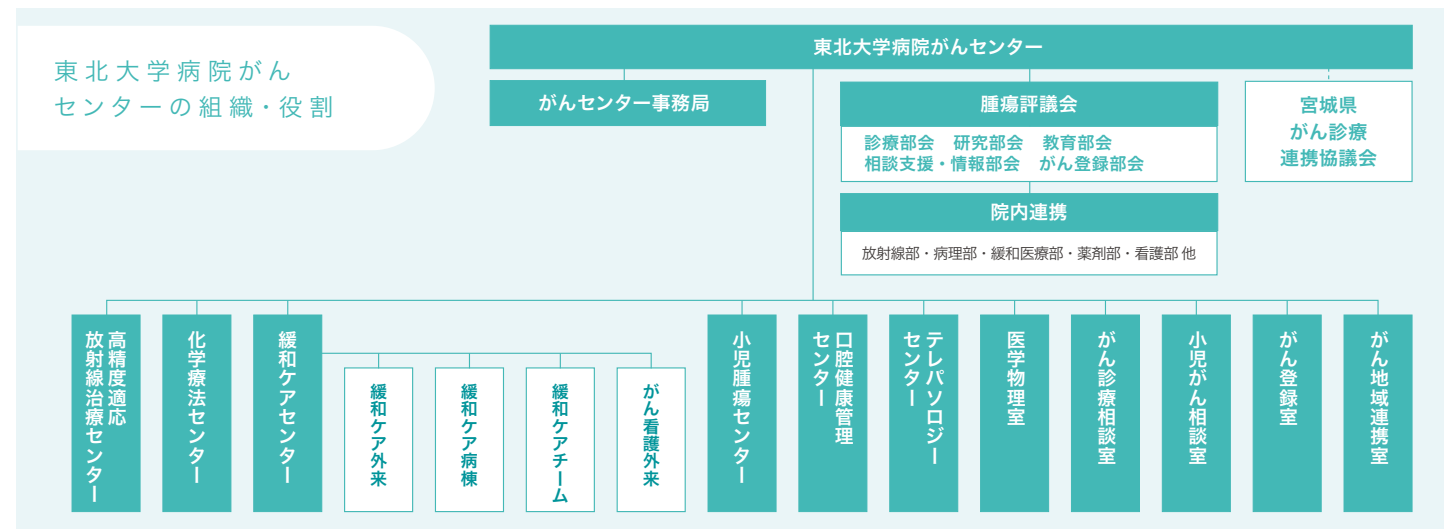 東北大学病院がん
センターの組織・役割
東北大学病院がんセンター
がんセンター事務局
腫瘍評議会
診療部会　研究部会　教育部会
相談支援・情報部会　がん登録部会
院内連携
放射線部・病理部・緩和医療部・薬剤部・看護部 他
宮城県
がん診療
連携協議会
高精度適応
放射線治療センター
化学療法センター
緩和ケアセンター
緩和ケア外来
緩和ケア病棟
緩和ケアチーム
がん看護外来
小児腫瘍センター
口腔健康管理
センター
テレパソロジー
センター
医学物理室
がん診療相談室
小児がん相談室
がん登録室
がん地域連携室